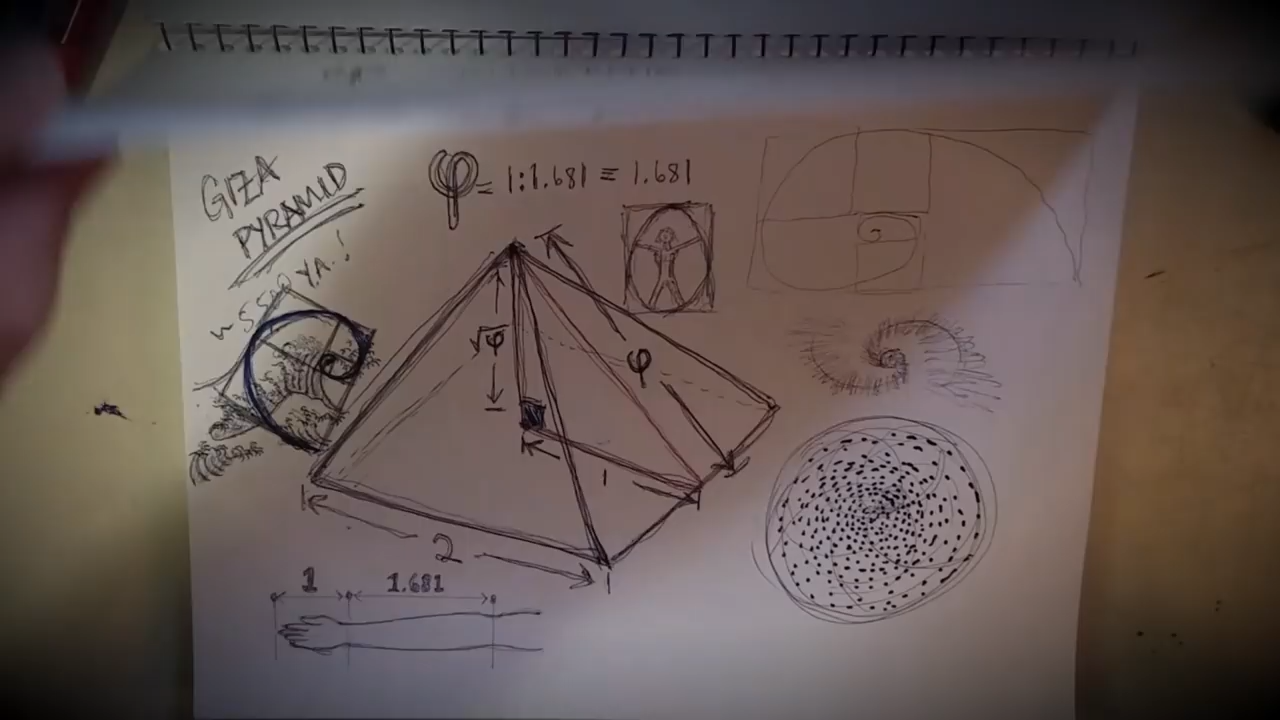 GIZA
PYRAMID
~ 5500 YA.!
φ = 1:1.681 ≡ 1.681
√φ
φ
1
2
1
1.681